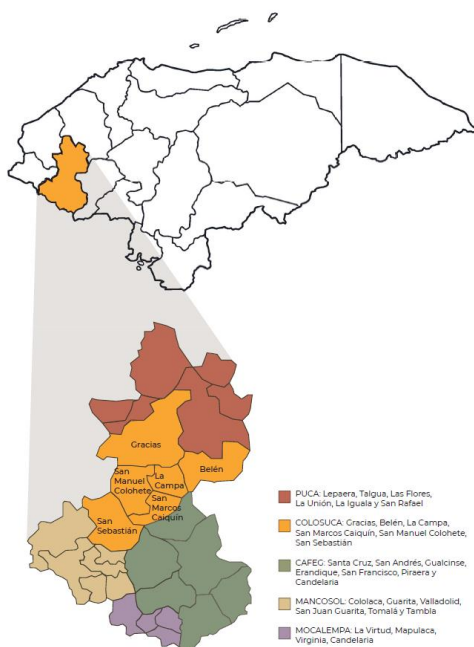 Gracias
San
Manuel
Colohete
La
Campa
Belén
San
Marcos
Caiquín
San
Sebastián
PUCA: Lepaera, Talgua, Las Flores,
La Unión, La Iguala y San Rafael
COLOSUCA: Gracias, Belén, La Campa,
San Marcos Caiquín, San Manuel Colohete,
San Sebastián
CAFEG: Santa Cruz, San Andrés, Gualcinse,
Erandique, San Francisco, Piraera y
Candelaria
MANCOSOL: Cololaca, Guarita, Valladolid,
San Juan Guarita, Tomalá y Tambla
MOCALEMPA: La Virtud, Mapulaca,
Virginia, Candelaria